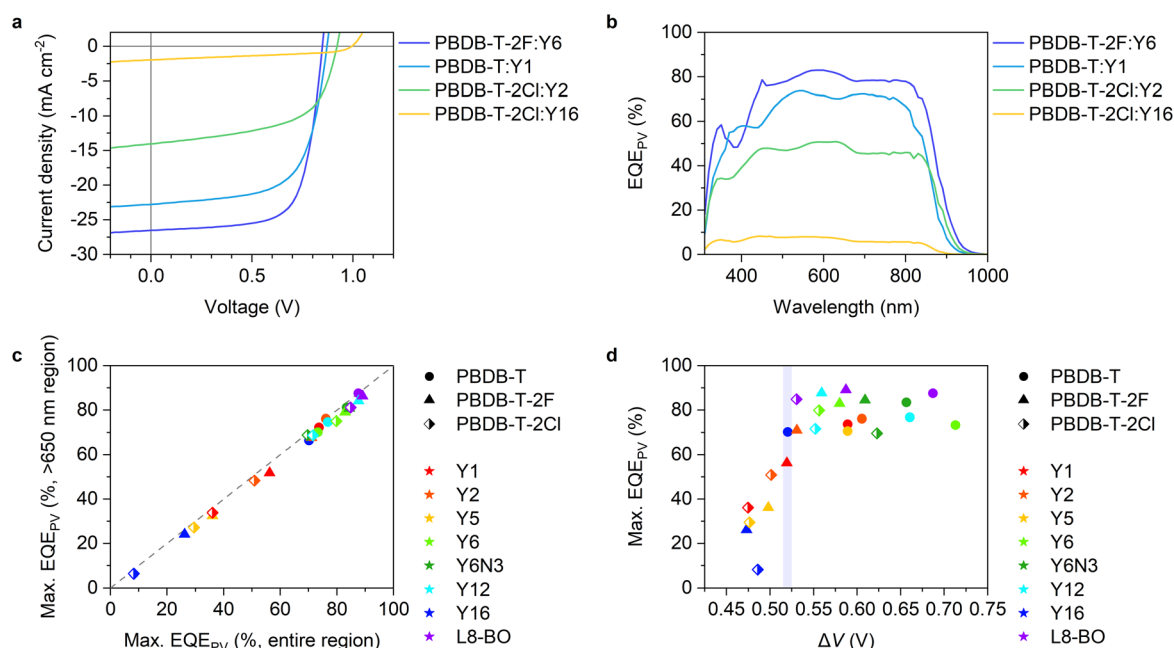 a
Current density (mA cm⁻²)
0
-5
-10
-15
-20
-25
-30
0.0
0.5
1.0
Voltage (V)
PBDB-T-2F:Y6
PBDB-T:Y1
PBDB-T-2Cl:Y2
PBDB-T-2Cl:Y16
b
EQE_PV (%)
100
80
60
40
20
0
400
600
800
1000
Wavelength (nm)
PBDB-T-2F:Y6
PBDB-T:Y1
PBDB-T-2Cl:Y2
PBDB-T-2Cl:Y16
c
Max. EQE_PV (%, >650 nm region)
100
80
60
40
20
0
0
20
40
60
80
100
Max. EQE_PV (%, entire region)
PBDB-T
PBDB-T-2F
PBDB-T-2Cl
Y1
Y2
Y5
Y6
Y6N3
Y12
Y16
L8-BO
d
Max. EQE_PV (%)
100
80
60
40
20
0
0.45
0.50
0.55
0.60
0.65
0.70
0.75
ΔV (V)
PBDB-T
PBDB-T-2F
PBDB-T-2Cl
Y1
Y2
Y5
Y6
Y6N3
Y12
Y16
L8-BO